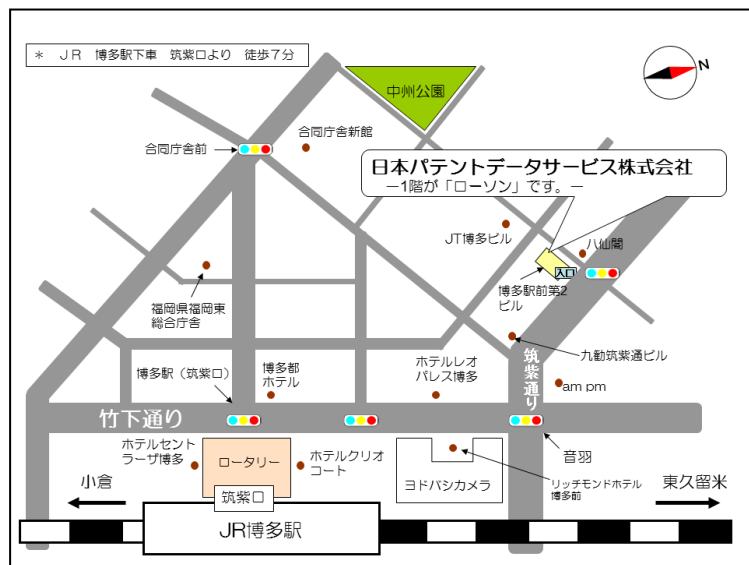 * JR 博多駅下車 筑紫口より 徒歩7分
N
中州公園
合同庁舎新館
合同庁舎前
日本パテントデータサービス株式会社
―1階が「ローソン」です。―
JT博多ビル
八仙閣
入口
博多駅前第2
ビル
福岡県福岡東
総合庁舎
九勧筑紫通ビル
筑紫通り
博多駅(筑紫口)
博多都
ホテル
ホテルレオ
パレス博多
am pm
竹下通り
ホテルセント
ラーザ博多
ロータリー
ホテルクリオ
コート
音羽
小倉
筑紫口
ヨドバシカメラ
リッチモンドホテル
博多前
東久留米
JR博多駅